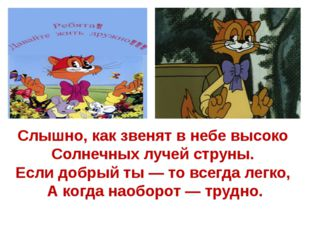 Ребята!
Давайте жить дружно!!!
Слышно, как звенят в небе высоко
Солнечных лучей струны.
Если добрый ты — то всегда легко,
А когда наоборот — трудно.